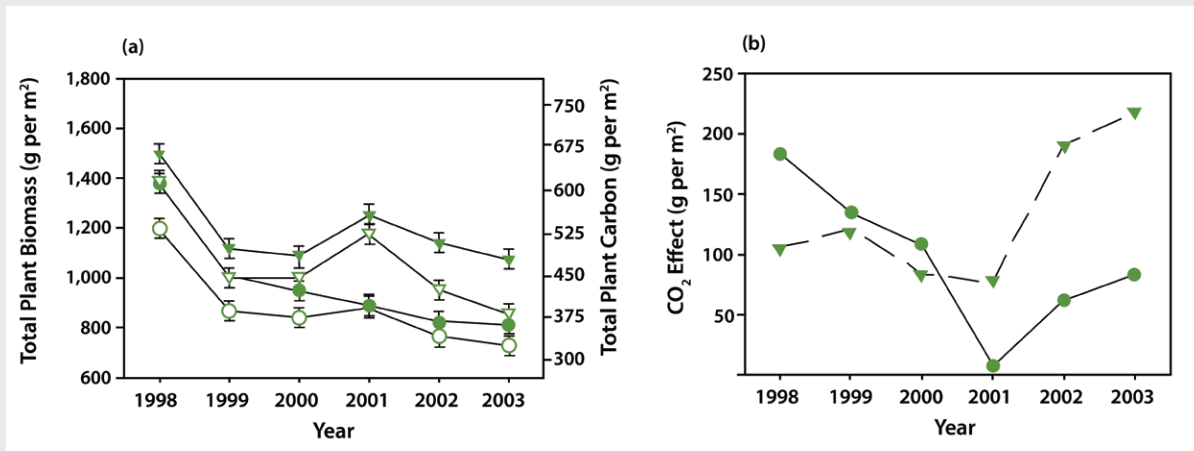 (a)
Total Plant Biomass (g per m²)
1,800
1,600
1,400
1,200
1,000
800
600
1998 1999 2000 2001 2002 2003
Year
750
675
600
525
450
375
300
Total Plant Carbon (g per m²)
(b)
CO₂ Effect (g per m²)
250
200
150
100
50
1998 1999 2000 2001 2002 2003
Year